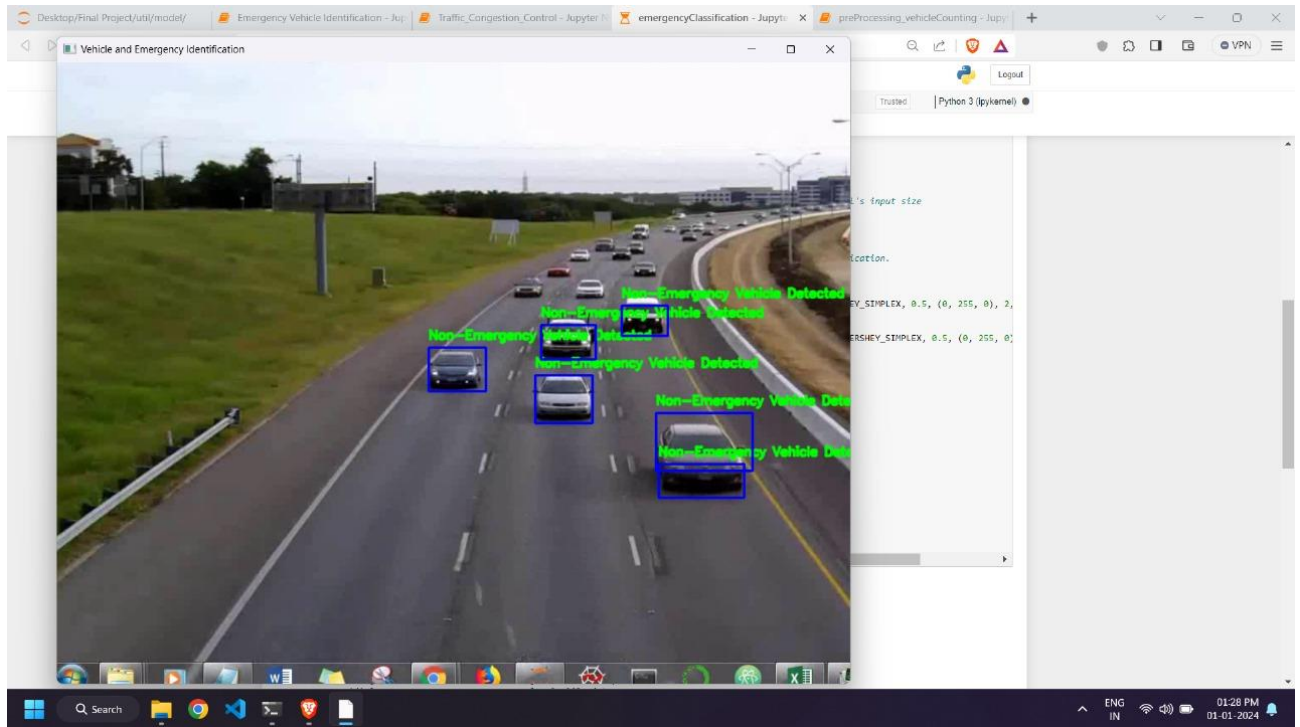 Desktop/Final Project/util/model/
Emergency Vehicle Identification - Jup
Traffic_Congestion_Control - Jupyter N
emergencyClassification - Jupyte
preProcessing_vehicleCounting - Jupy
Vehicle and Emergency Identification
VPN
Logout
Trusted
Python 3 (ipykernel)
l's input size
ication.
EY_SIMPLEX, 0.5, (0, 255, 0), 2,
ERSHEY_SIMPLEX, 0.5, (0, 255, 0)
Non-Emergency Vehicle Detected
Non-Emergency Vehicle Detected
Non-Emergency Vehicle Detected
Non-Emergency Vehicle Detected
Non-Emergency Vehicle Dete
Non-Emergency Vehicle Dete
Search
ENG
IN
01:28 PM
01-01-2024